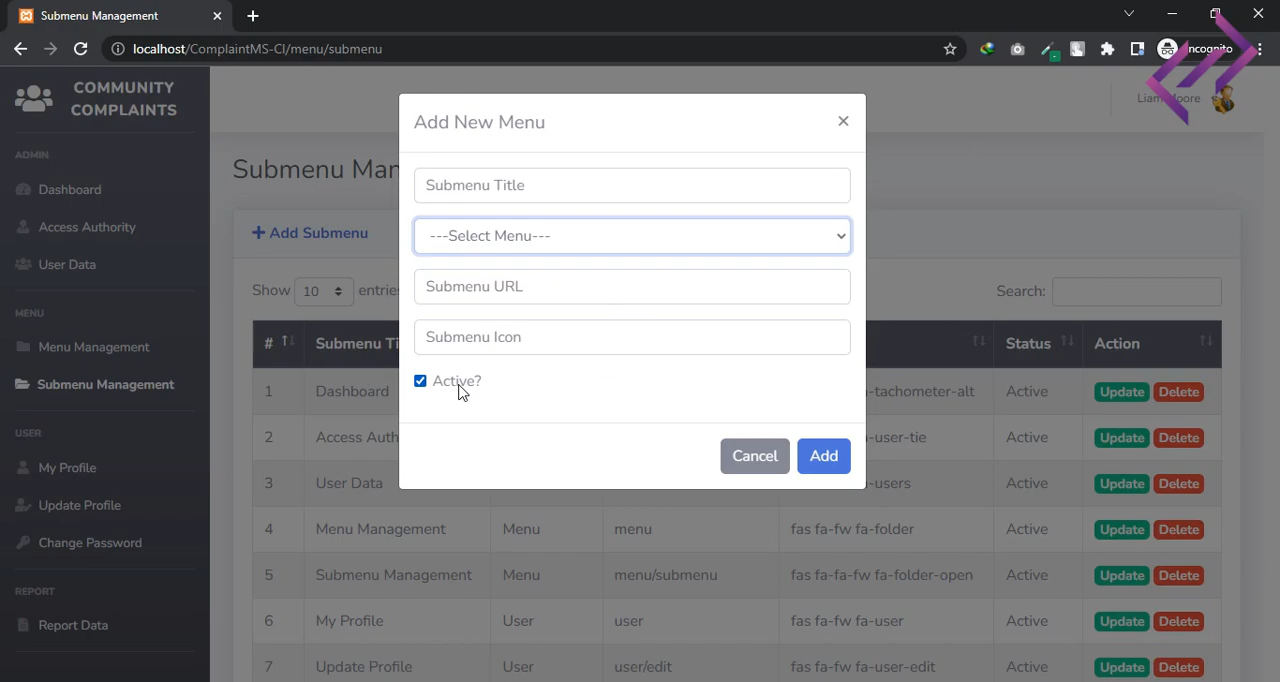 Submenu Management
localhost/ComplaintMS-CI/menu/submenu
Incognito
COMMUNITY
COMPLAINTS
Liam Moore
ADMIN
Dashboard
Access Authority
User Data
MENU
Menu Management
Submenu Management
USER
My Profile
Update Profile
Change Password
REPORT
Report Data
Submenu
Add Submenu
Show 10 entries
Search:
Add New Menu
Submenu Title
---Select Menu---
Submenu URL
Submenu Icon
Active?
Cancel Add
# Submenu Status Action
1 Dashboard -tachometer-alt Active Update Delete
2 Access -user-tie Active Update Delete
3 User Data -users Active Update Delete
4 Menu Management Menu menu fas fa-fw fa-folder Active Update Delete
5 Submenu Management Menu menu/submenu fas fa-fa-fw fa-folder-open Active Update Delete
6 My Profile User user fas fa-fw fa-user Active Update Delete
7 Update Profile User user/edit fas fa-fw fa-user-edit Active Update Delete